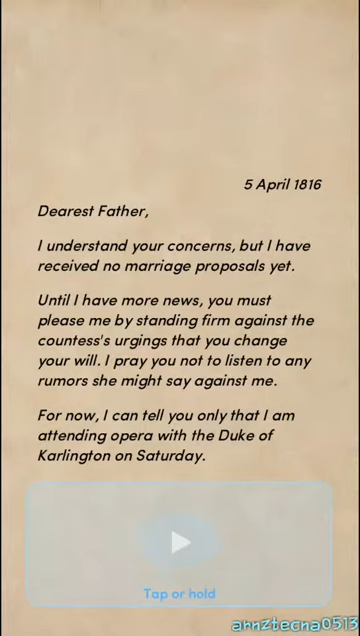 5 April 1816
Dearest Father,
I understand your concerns, but I have
received no marriage proposals yet.
Until I have more news, you must
please me by standing firm against the
countess's urgings that you change
your will. I pray you not to listen to any
rumors she might say against me.
For now, I can tell you only that I am
attending opera with the Duke of
Karlington on Saturday.
Tap or hold
arnztecna0513